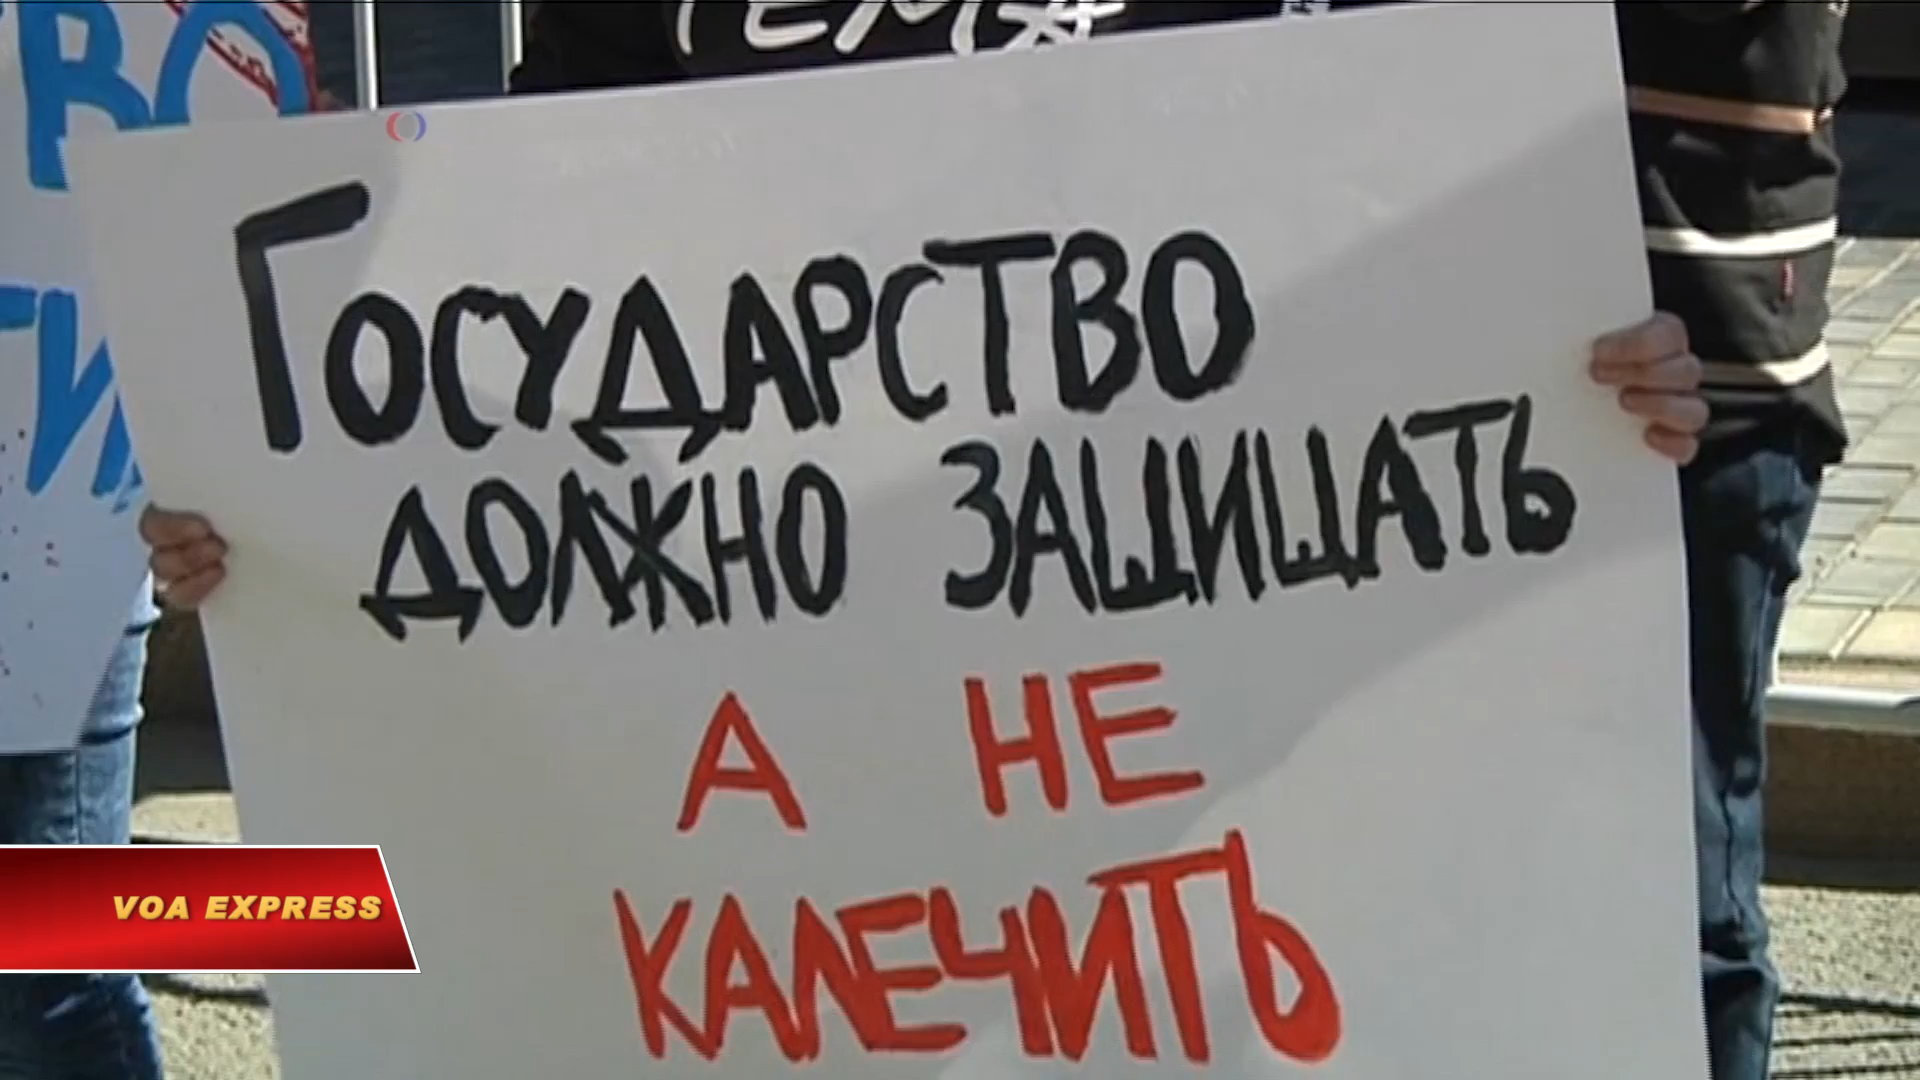 ГОСУДАРСТВО
ДОЛЖНО ЗАЩИЩАТЬ
А НЕ
КАЛЕЧИТЬ
VOA EXPRESS